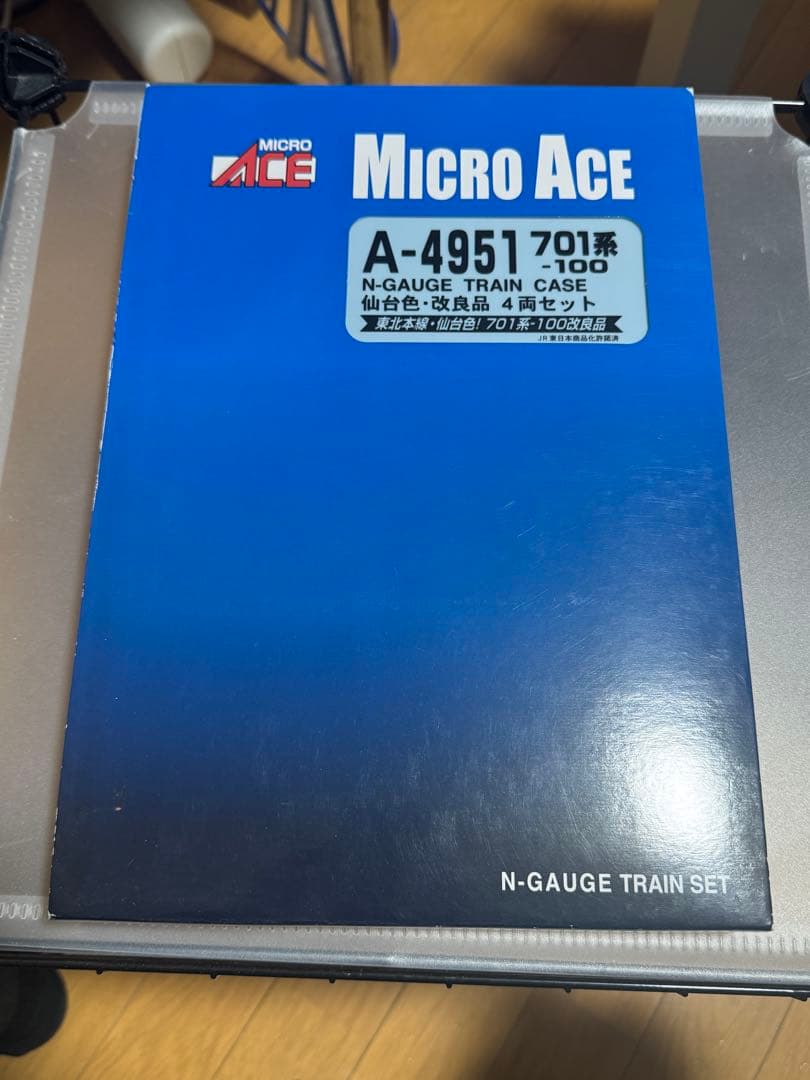 MICRO
ACE
MICRO ACE
A-4951 701系
-100
N-GAUGE TRAIN CASE
仙台色・改良品 4両セット
東北本線・仙台色! 701系-100改良品
JR東日本商品化許諾済
N-GAUGE TRAIN SET